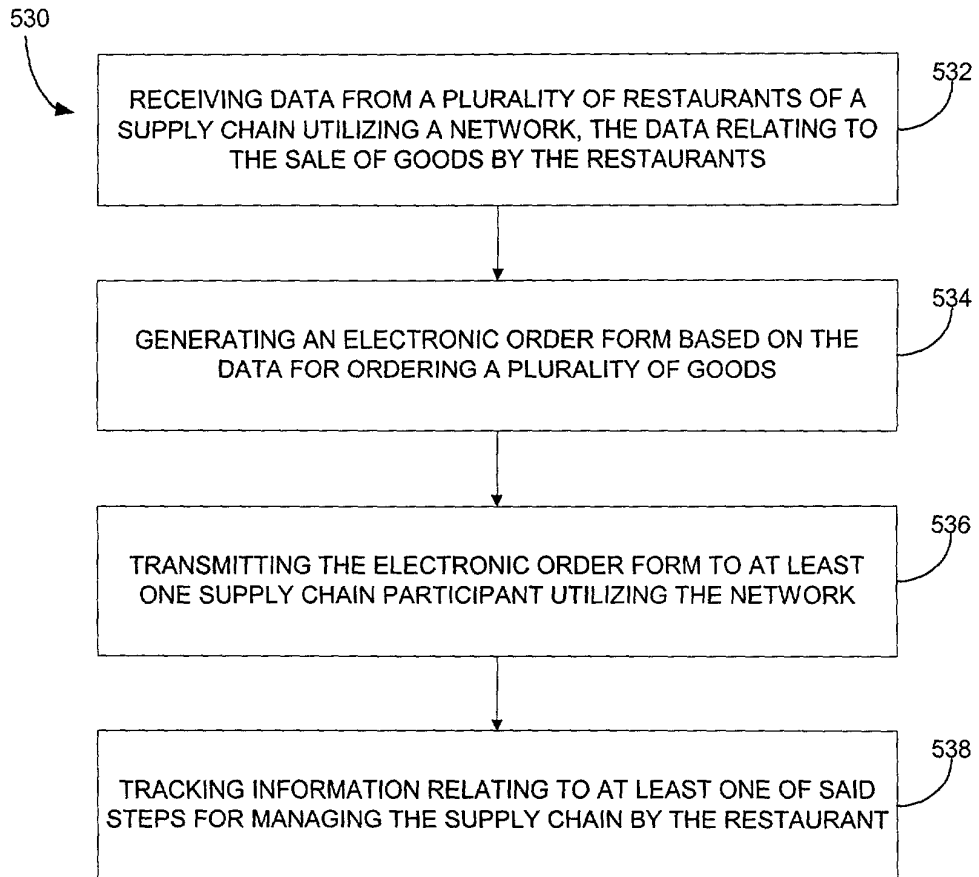 530
532
RECEIVING DATA FROM A PLURALITY OF RESTAURANTS OF A
SUPPLY CHAIN UTILIZING A NETWORK, THE DATA RELATING TO
THE SALE OF GOODS BY THE RESTAURANTS
534
GENERATING AN ELECTRONIC ORDER FORM BASED ON THE
DATA FOR ORDERING A PLURALITY OF GOODS
536
TRANSMITTING THE ELECTRONIC ORDER FORM TO AT LEAST
ONE SUPPLY CHAIN PARTICIPANT UTILIZING THE NETWORK
538
TRACKING INFORMATION RELATING TO AT LEAST ONE OF SAID
STEPS FOR MANAGING THE SUPPLY CHAIN BY THE RESTAURANT